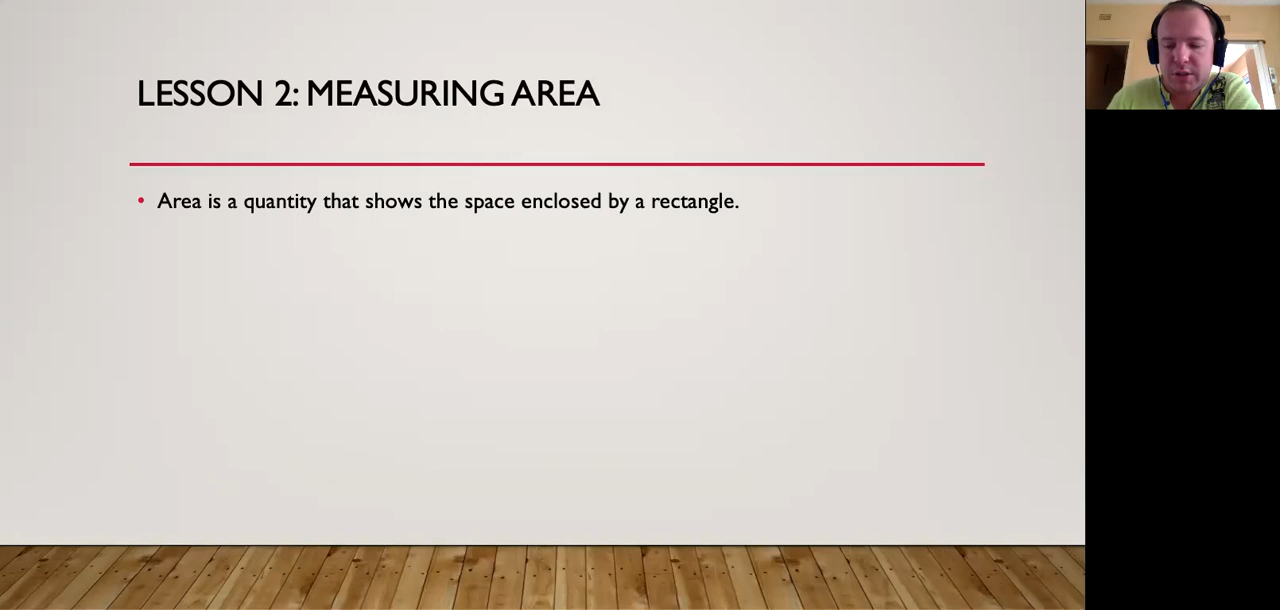 LESSON 2: MEASURING AREA
• Area is a quantity that shows the space enclosed by a rectangle.